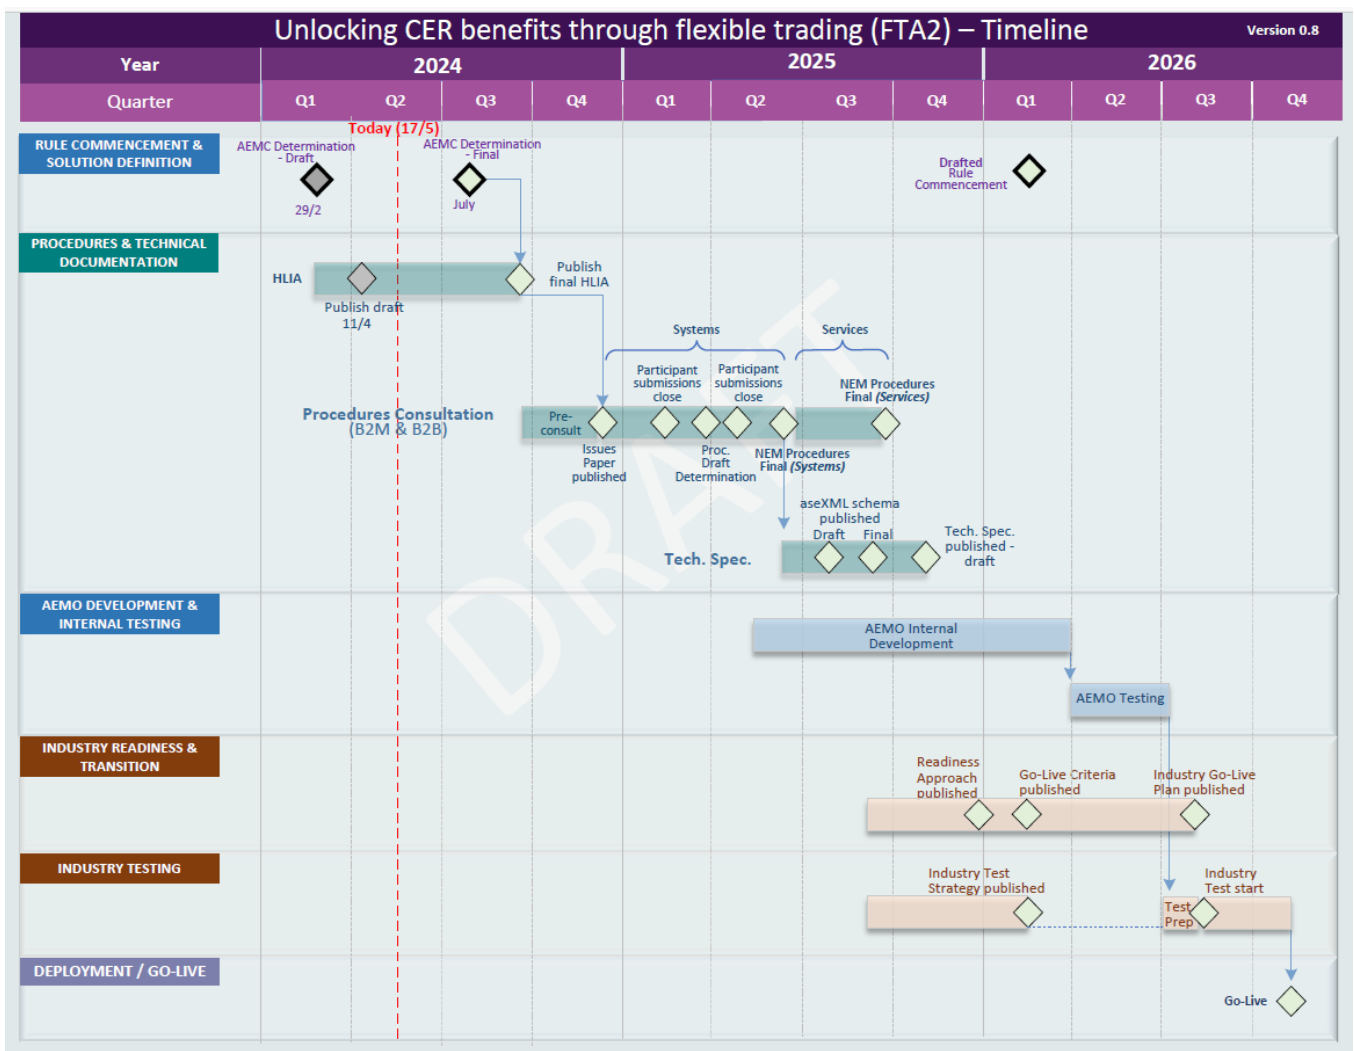 Unlocking CER benefits through flexible trading (FTA2) – Timeline
Version 0.8
Year
2024
2025
2026
Quarter
Q1
Q2
Q3
Q4
Q1
Q2
Q3
Q4
Q1
Q2
Q3
Q4
Today (17/5)
RULE COMMENCEMENT &
SOLUTION DEFINITION
AEMC Determination
- Draft
29/2
AEMC Determination
- Final
July
Drafted
Rule
Commencement
PROCEDURES & TECHNICAL
DOCUMENTATION
HLIA
Publish draft
11/4
Publish
final HLIA
Systems
Services
Participant
submissions
close
Participant
submissions
close
NEM Procedures
Final (Services)
Procedures Consultation
(B2M & B2B)
Pre-
consult
Issues
Paper
published
Proc.
Draft
Determination
NEM Procedures
Final (Systems)
aseXML schema
published
Draft
Final
Tech. Spec.
Tech. Spec.
published -
draft
DRAFT
AEMO DEVELOPMENT &
INTERNAL TESTING
AEMO Internal
Development
AEMO Testing
INDUSTRY READINESS &
TRANSITION
Readiness
Approach
published
Go-Live Criteria
published
Industry Go-Live
Plan published
INDUSTRY TESTING
Industry Test
Strategy published
Test
Prep
Industry
Test start
DEPLOYMENT / GO-LIVE
Go-Live